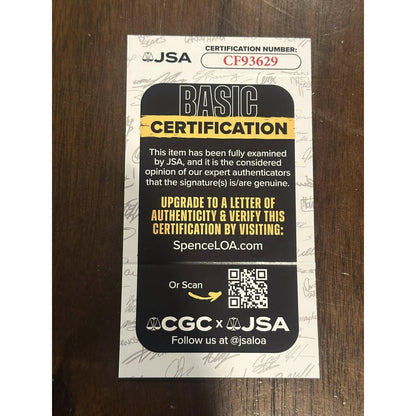 JSA
CERTIFICATION NUMBER:
CF93629
BASIC
CERTIFICATION
This item has been fully examined
by JSA, and it is the considered
opinion of our expert authenticators
that the signature(s) is/are genuine.
UPGRADE TO A LETTER OF
AUTHENTICITY & VERIFY THIS
CERTIFICATION BY VISITING:
SpenceLOA.com
Or Scan
CGC x JSA
Follow us at @jsaloa